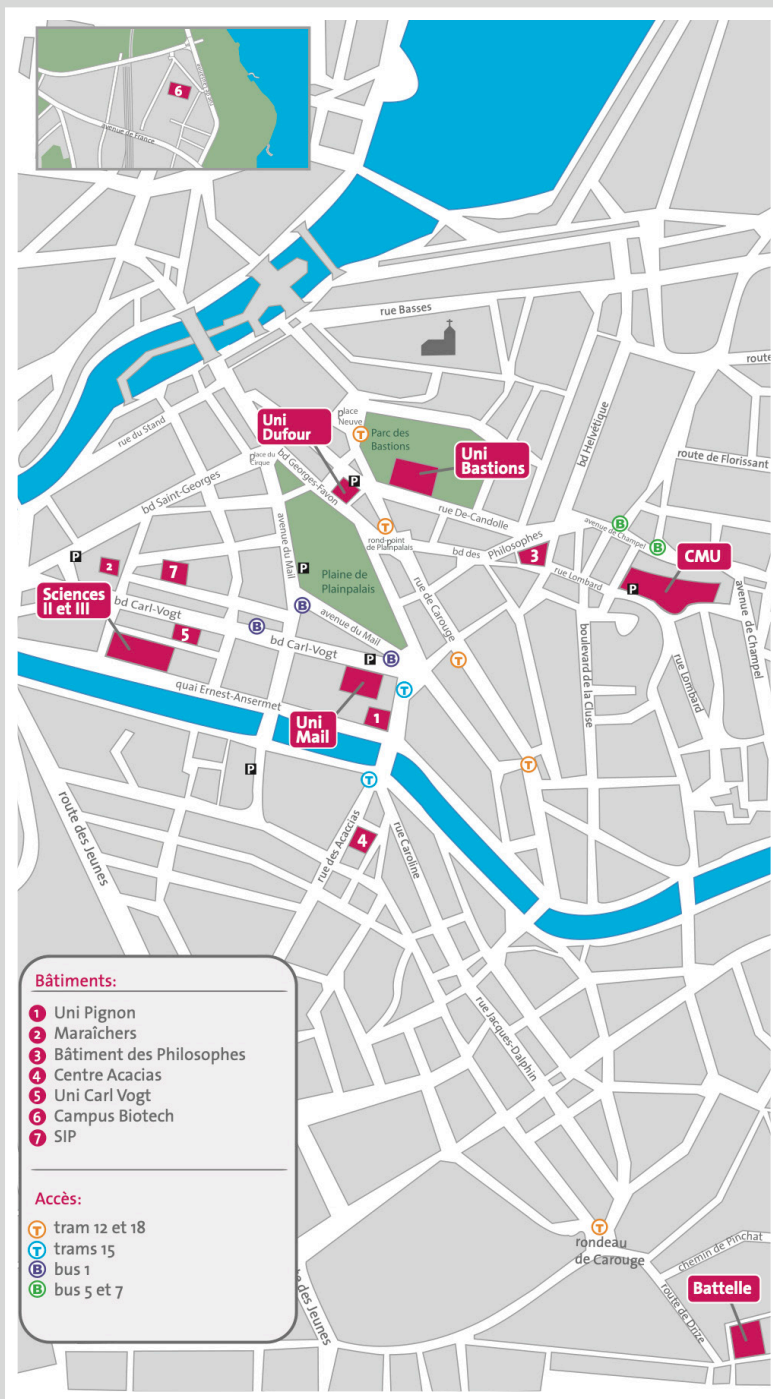 6
avenue de France
rue Basses
route
place
Neuve
Uni
Dufour
Parc des
Bastions
Uni
Bastions
bd Helvétique
route de Florissant
rue du Stand
place du
Cirque
bd Georges-Favon
P
bd Saint-Georges
T
rue De-Candolle
T
rond-point
de Plainpalais
bd des Philosophes
3
B
avenue de Champel
B
CMU
P
P
2
7
avenue du Mail
P
Plaine de
Plainpalais
rue de Carouge
rue Lombard
P
Sciences
II et III
bd Carl-Vogt
5
B
B
avenue du Mail
bd Carl-Vogt
P
B
T
boulevard de la Cluse
rue Lombard
avenue de Champel
quai Ernest-Ansermet
Uni
Mail
1
T
P
T
T
route des Jeunes
rue des Acaccias
4
rue Caroline
rue Jacques-Dalphin
Bâtiments:
1 Uni Pignon
2 Maraîchers
3 Bâtiment des Philosophes
4 Centre Acacias
5 Uni Carl Vogt
6 Campus Biotech
7 SIP
Accès:
T tram 12 et 18
T trams 15
B bus 1
B bus 5 et 7
he des Jeunes
T
rondeau
de Carouge
chemin de Pinchat
route de Drize
Battelle